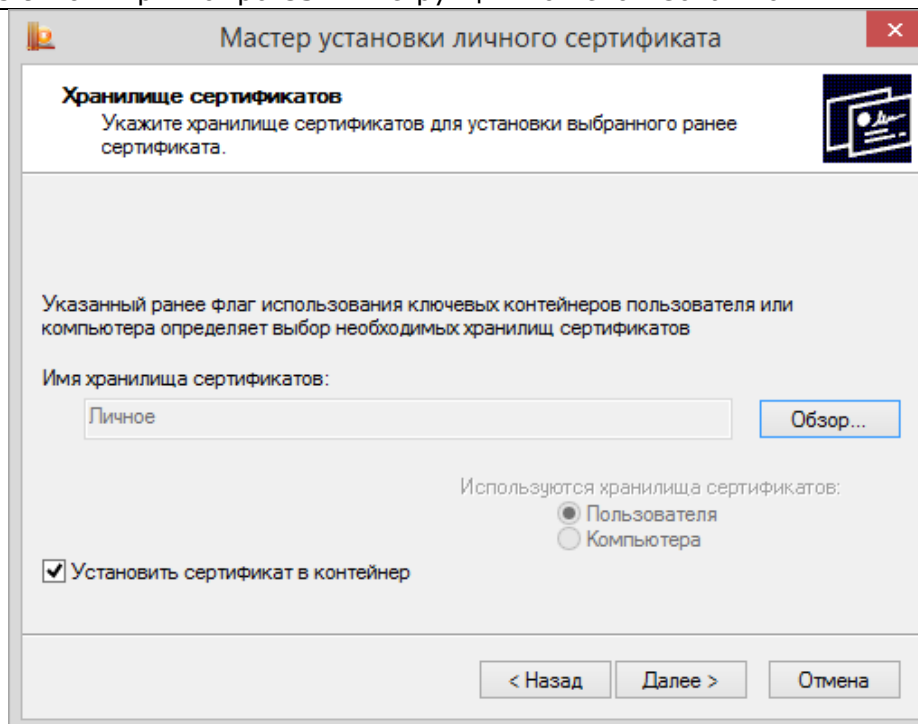 Мастер установки личного сертификата
Хранилище сертификатов
Укажите хранилище сертификатов для установки выбранного ранее
сертификата.
Указанный ранее флаг использования ключевых контейнеров пользователя или
компьютера определяет выбор необходимых хранилищ сертификатов
Имя хранилища сертификатов:
Личное
Обзор...
Используются хранилища сертификатов:
Пользователя
Компьютера
Установить сертификат в контейнер
< Назад
Далее >
Отмена